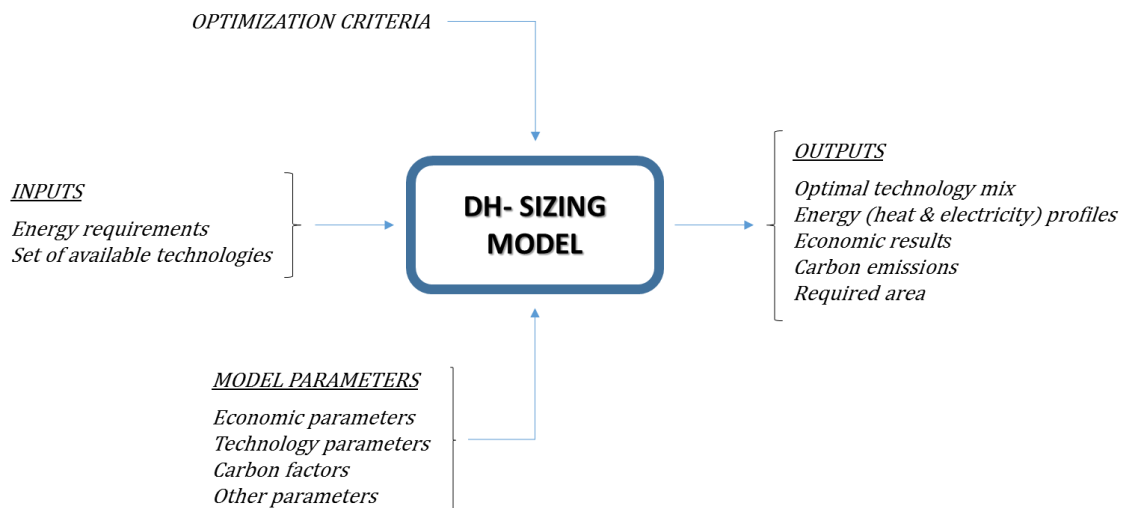 OPTIMIZATION CRITERIA
INPUTS
Energy requirements
Set of available technologies
DH- SIZING
MODEL
OUTPUTS
Optimal technology mix
Energy (heat & electricity) profiles
Economic results
Carbon emissions
Required area
MODEL PARAMETERS
Economic parameters
Technology parameters
Carbon factors
Other parameters